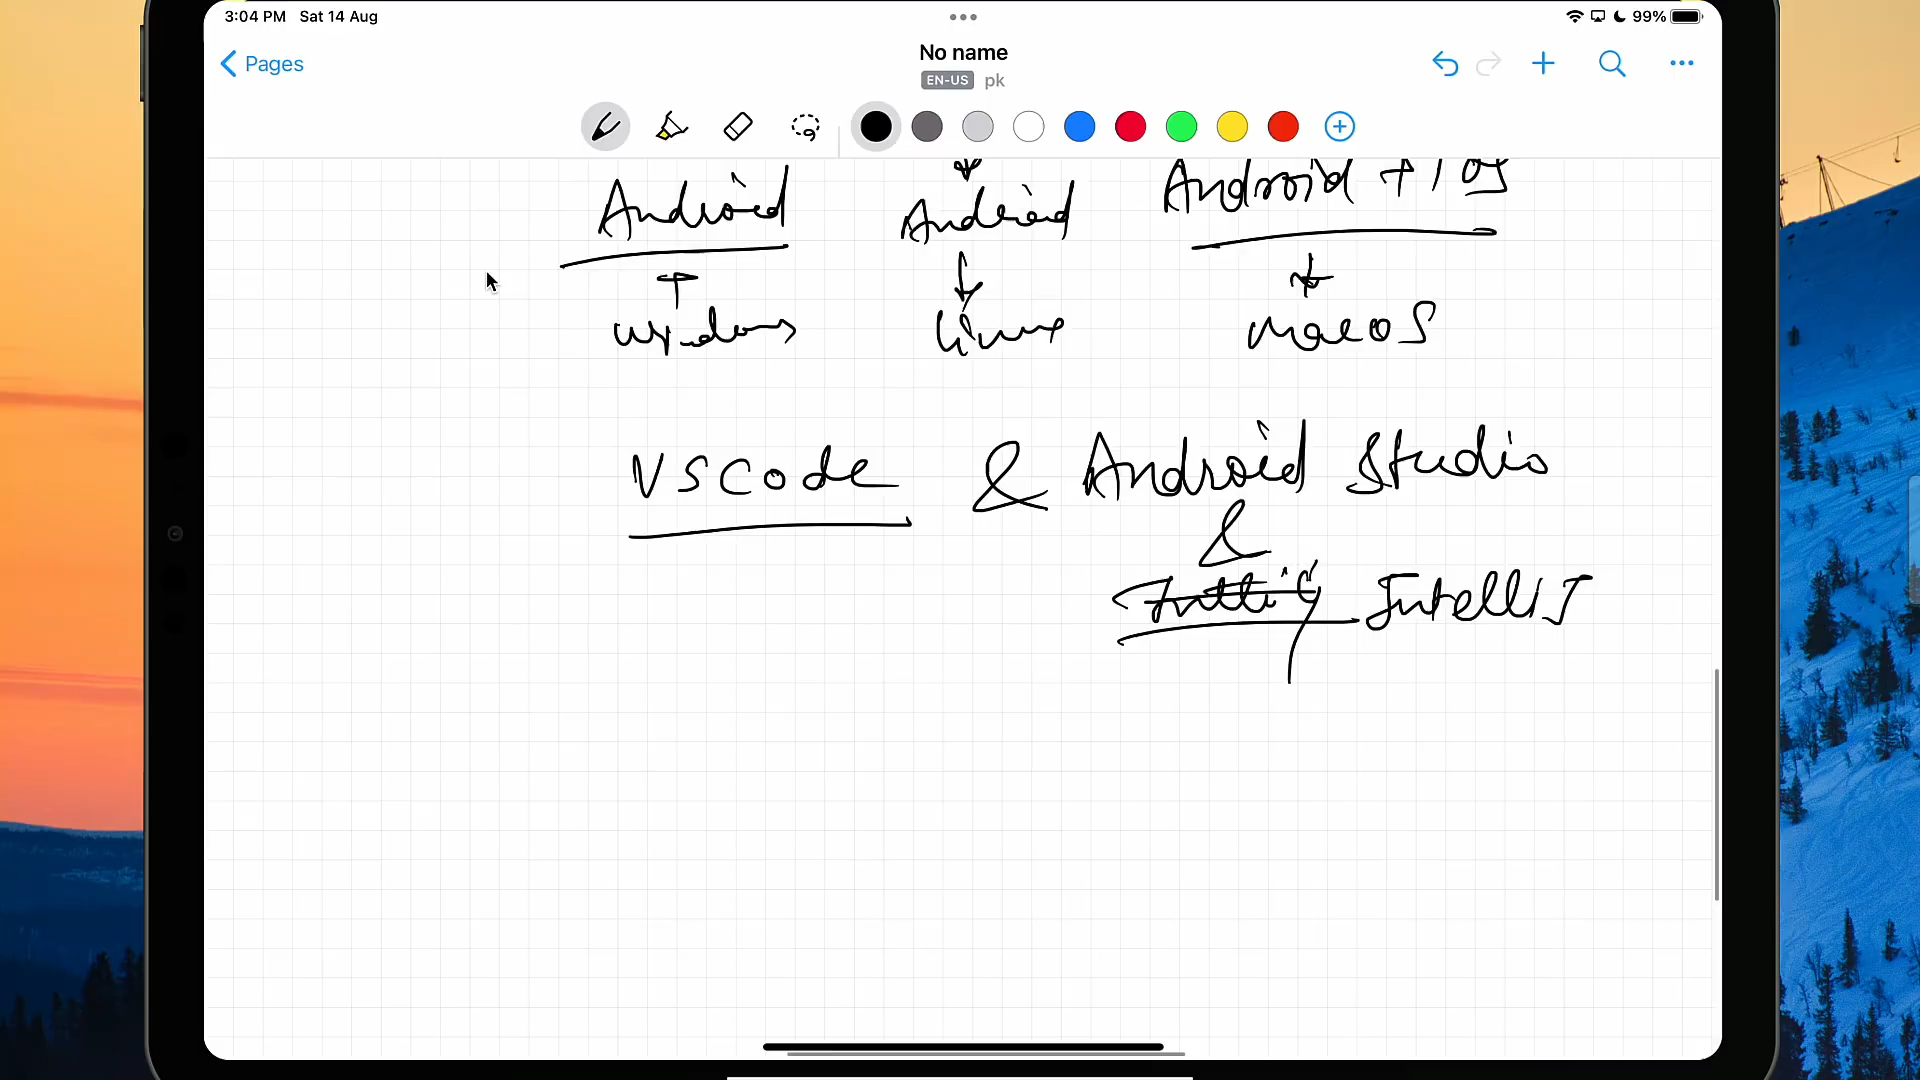 3:04 PM Sat 14 Aug
99%
Pages
No name
EN-US pk
Android Android Android + IOS
windows linux macOS
VSCode & Android Studio
&
IntelliJ